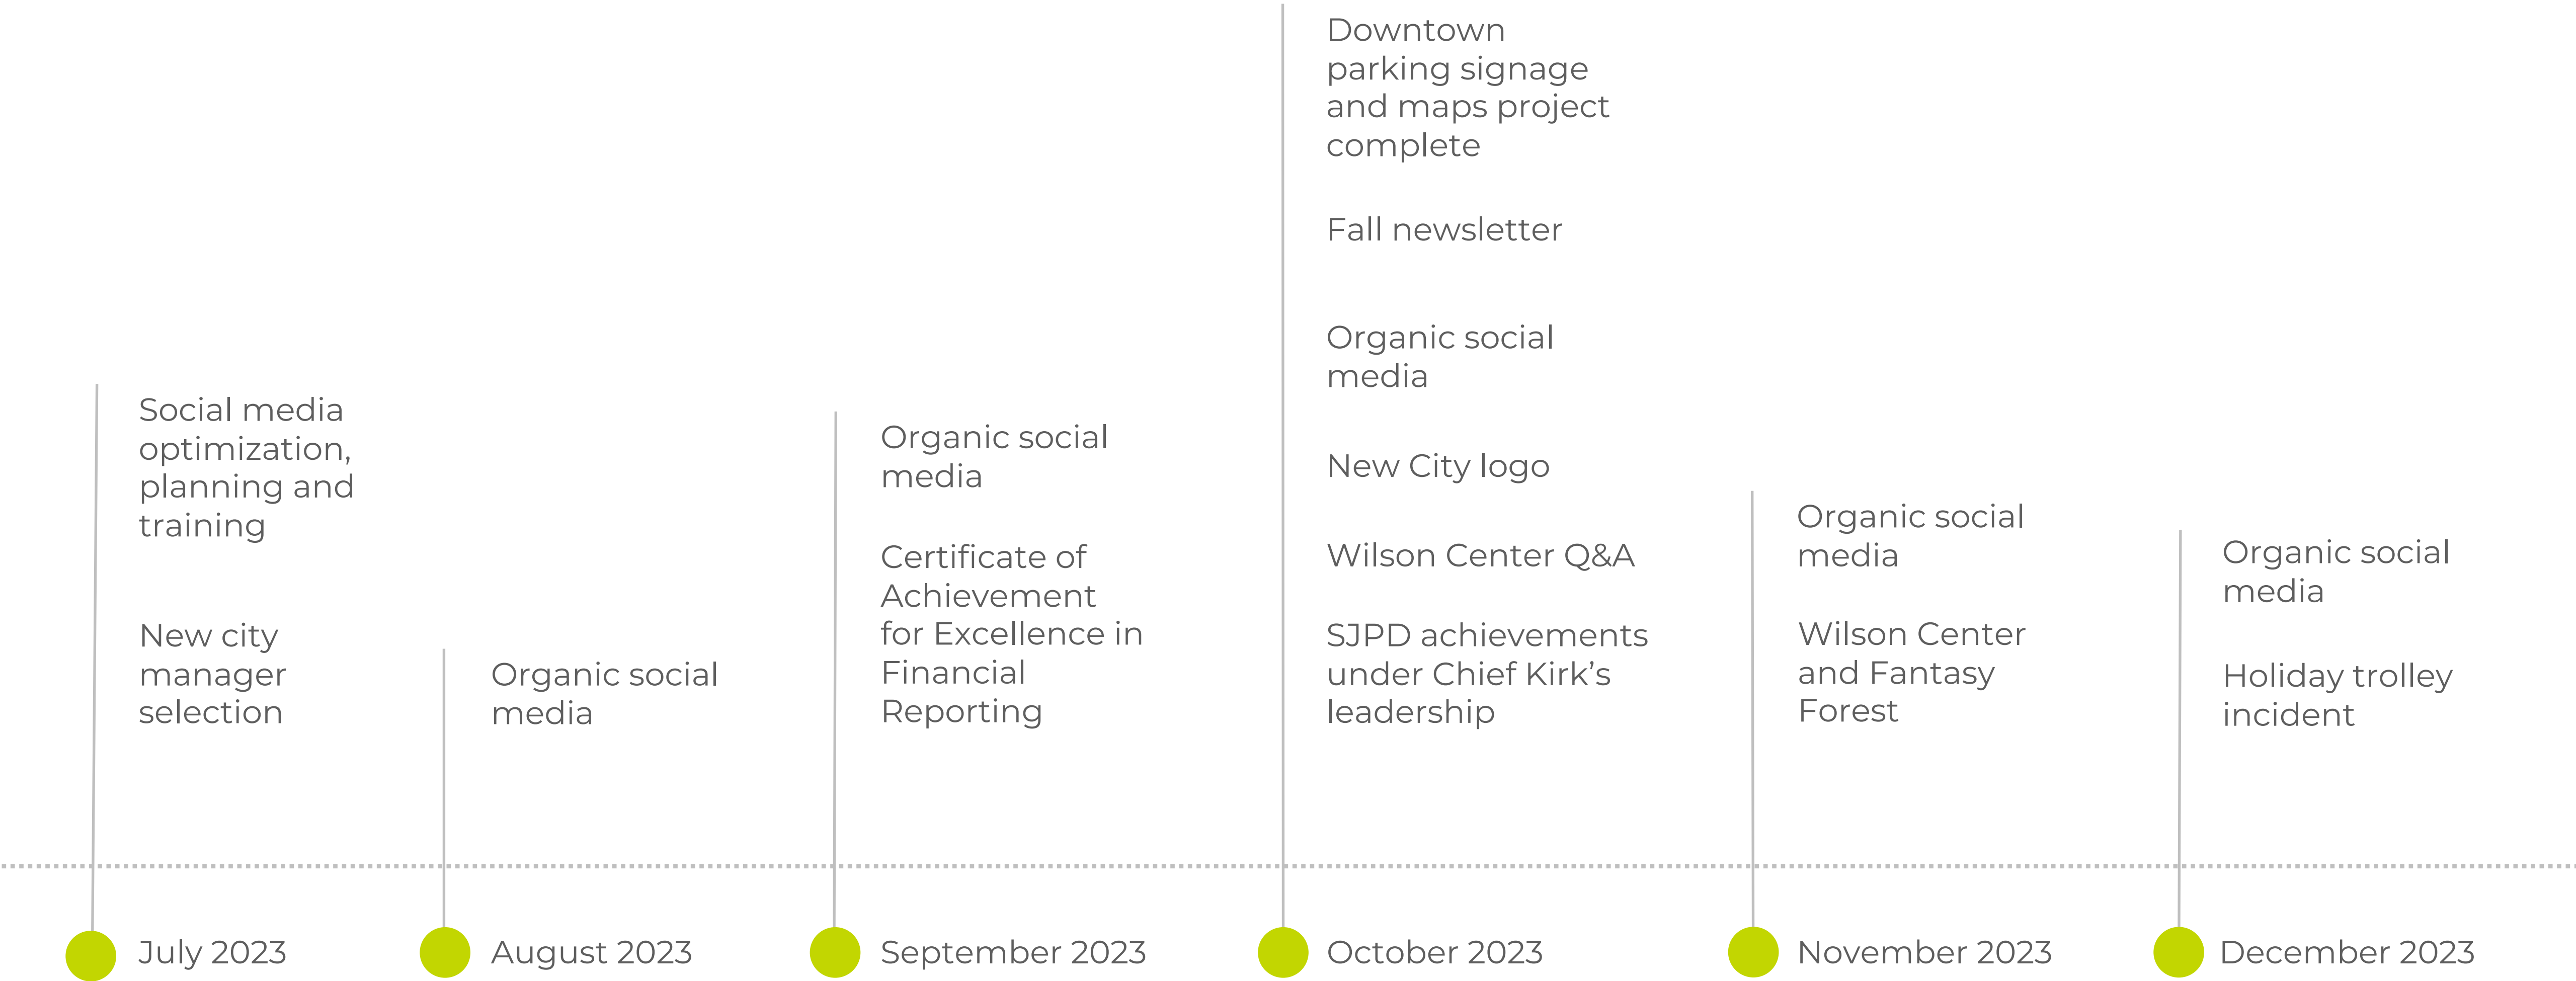 Social media
optimization,
planning and
training
New city
manager
selection
July 2023
Organic social
media
August 2023
Organic social
media
Certificate of
Achievement
for Excellence in
Financial
Reporting
September 2023
Downtown
parking signage
and maps project
complete
Fall newsletter
Organic social
media
New City logo
Wilson Center Q&A
SJPD achievements
under Chief Kirk’s
leadership
October 2023
Organic social
media
Wilson Center
and Fantasy
Forest
November 2023
Organic social
media
Holiday trolley
incident
December 2023